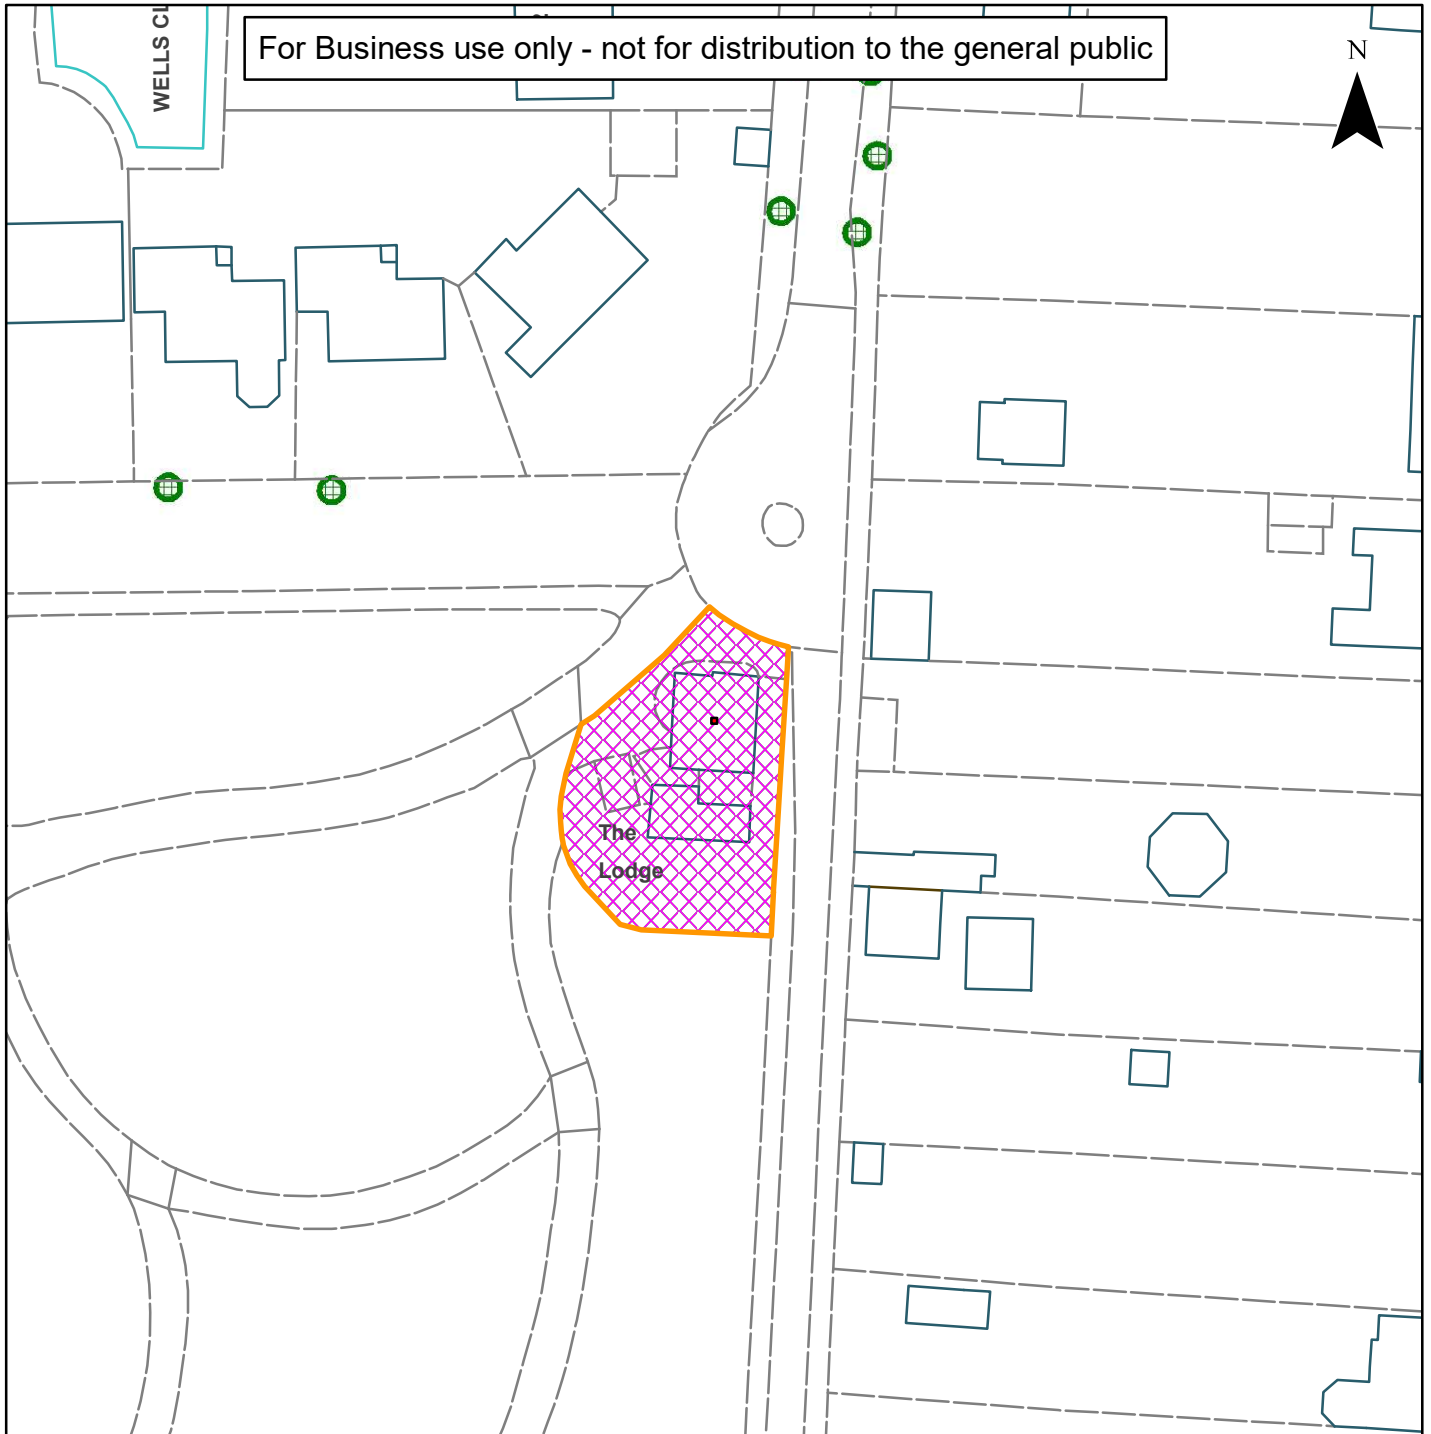 WELLS CL
For Business use only - not for distribution to the general public
N
The
Lodge